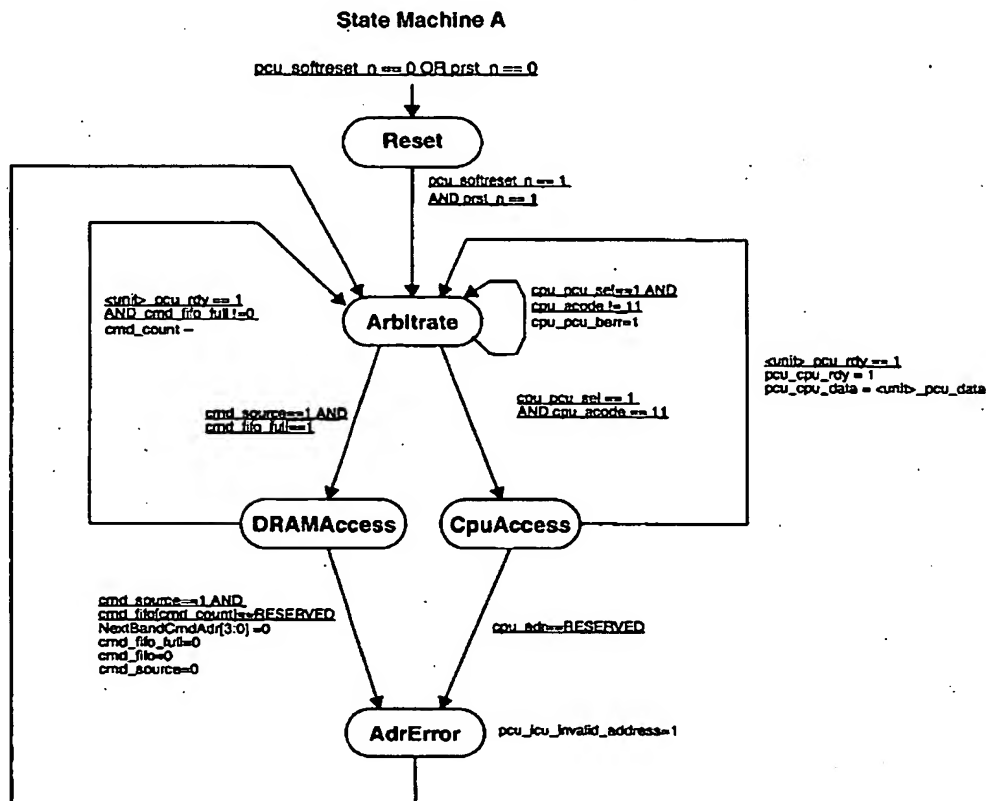 State Machine A
pcu_softreset_n == 0 OR prst_n == 0
Reset
pcu_softreset_n == 1
AND prst_n == 1
<unit>_pcu_rdy == 1
AND cmd_fifo_full !=0
cmd_count –
Arbitrate
cpu_pcu_sel==1 AND
cpu_acode != 11
cpu_pcu_berr=1
<unit>_pcu_rdy == 1
pcu_cpu_rdy = 1
pcu_cpu_data = <unit>_pcu_data
cmd_source==1 AND
cmd_fifo_full==1
cpu_pcu_sel == 1
AND cpu_acode == 11
DRAMAccess
CpuAccess
cmd_source==1 AND
cmd_fifo[cmd_count]==RESERVED
NextBandCmdAdr[3:0] =0
cmd_fifo_full=0
cmd_fifo=0
cmd_source=0
cpu_adr==RESERVED
AdrError
pcu_icu_invalid_address=1